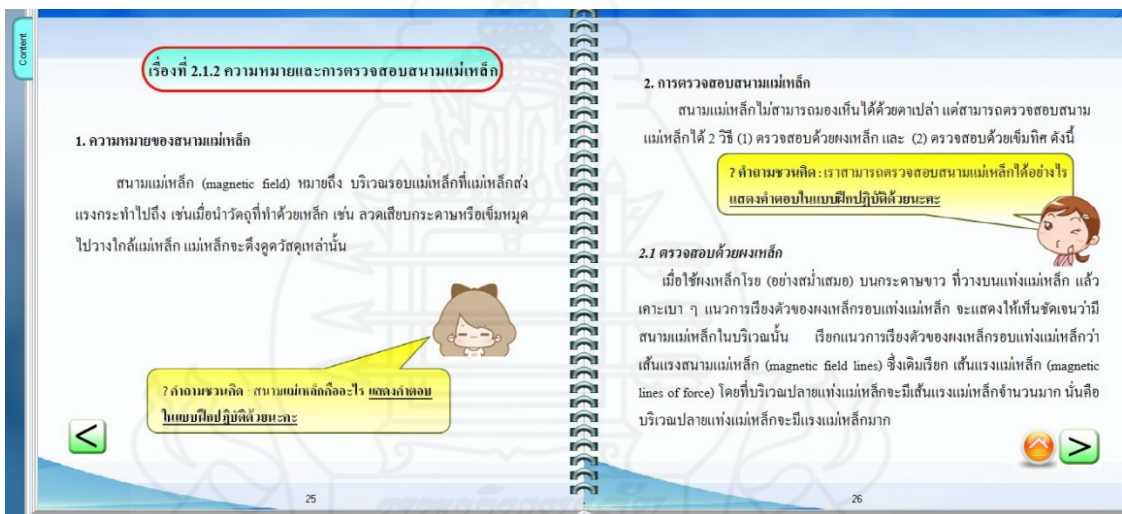 Content
เรื่องที่ 2.1.2 ความหมายและการตรวจสอบสนามแม่เหล็ก
1. ความหมายของสนามแม่เหล็ก
สนามแม่เหล็ก (magnetic field) หมายถึง บริเวณรอบแม่เหล็กที่แม่เหล็กส่ง
แรงกระทำไปถึง เช่นเมื่อนำวัตถุที่ทำด้วยเหล็ก เช่น ลวดเสียบกระดาษหรือเข็มหมุด
ไปวางใกล้แม่เหล็ก แม่เหล็กจะดึงดูดวัสดุเหล่านั้น
? คำถามชวนคิด : สนามแม่เหล็กคืออะไร แสดงคำตอบ
ในแบบฝึกปฏิบัติด้วยนะคะ
<
25
2. การตรวจสอบสนามแม่เหล็ก
สนามแม่เหล็กไม่สามารถมองเห็นได้ด้วยตาเปล่า แต่สามารถตรวจสอบสนาม
แม่เหล็กได้ 2 วิธี (1) ตรวจสอบด้วยผงเหล็ก และ (2) ตรวจสอบด้วยเข็มทิศ ดังนี้
? คำถามชวนคิด : เราสามารถตรวจสอบสนามแม่เหล็กได้อย่างไร
แสดงคำตอบในแบบฝึกปฏิบัติด้วยนะคะ
2.1 ตรวจสอบด้วยผงเหล็ก
เมื่อใช้ผงเหล็กโรย (อย่างสม่ำเสมอ) บนกระดาษขาว ที่วางบนแท่งแม่เหล็ก แล้ว
เคาะเบา ๆ แนวการเรียงตัวของผงเหล็กรอบแท่งแม่เหล็ก จะแสดงให้เห็นชัดเจนว่ามี
สนามแม่เหล็กในบริเวณนั้น เรียกแนวการเรียงตัวของผงเหล็กรอบแท่งแม่เหล็กว่า
เส้นแรงสนามแม่เหล็ก (magnetic field lines) ซึ่งเดิมเรียก เส้นแรงแม่เหล็ก (magnetic
lines of force) โดยที่บริเวณปลายแท่งแม่เหล็กจะมีเส้นแรงแม่เหล็กจำนวนมาก นั่นคือ
บริเวณปลายแท่งแม่เหล็กจะมีแรงแม่เหล็กมาก
>
26